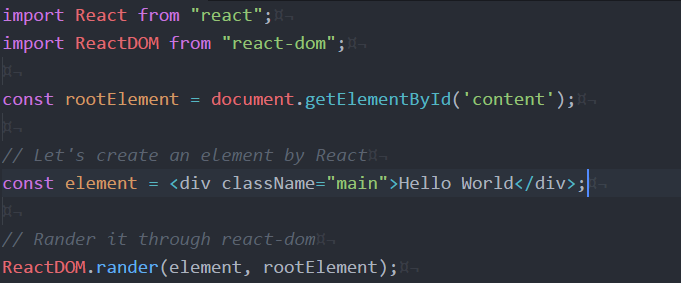 import React from "react";
import ReactDOM from "react-dom";
const rootElement = document.getElementById('content');
// Let's create an element by React
const element = <div className="main">Hello World</div>;
// Rander it through react-dom
ReactDOM.rander(element, rootElement);